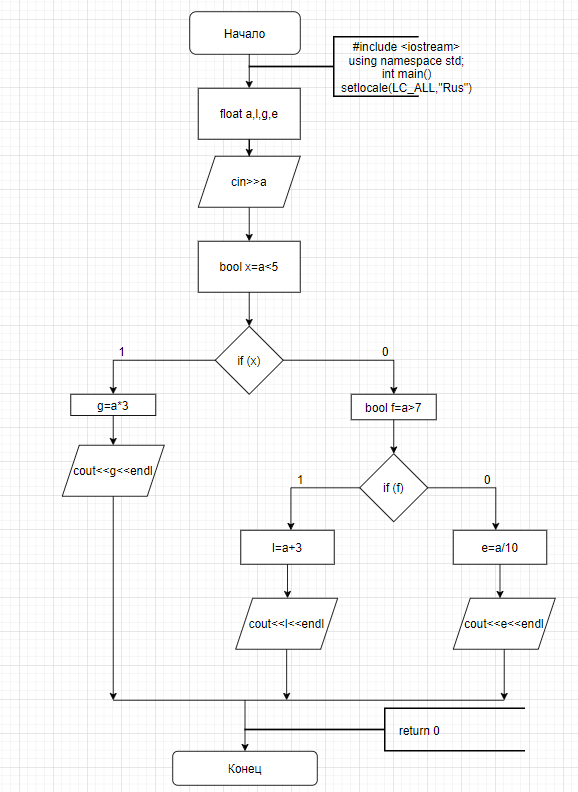 Начало
#include <iostream>
using namespace std;
int main()
setlocale(LC_ALL,"Rus")
float a,l,g,e
cin>>a
bool x=a<5
if (x)
1
0
g=a*3
bool f=a>7
cout<<g<<endl
if (f)
1
0
l=a+3
e=a/10
cout<<l<<endl
cout<<e<<endl
return 0
Конец